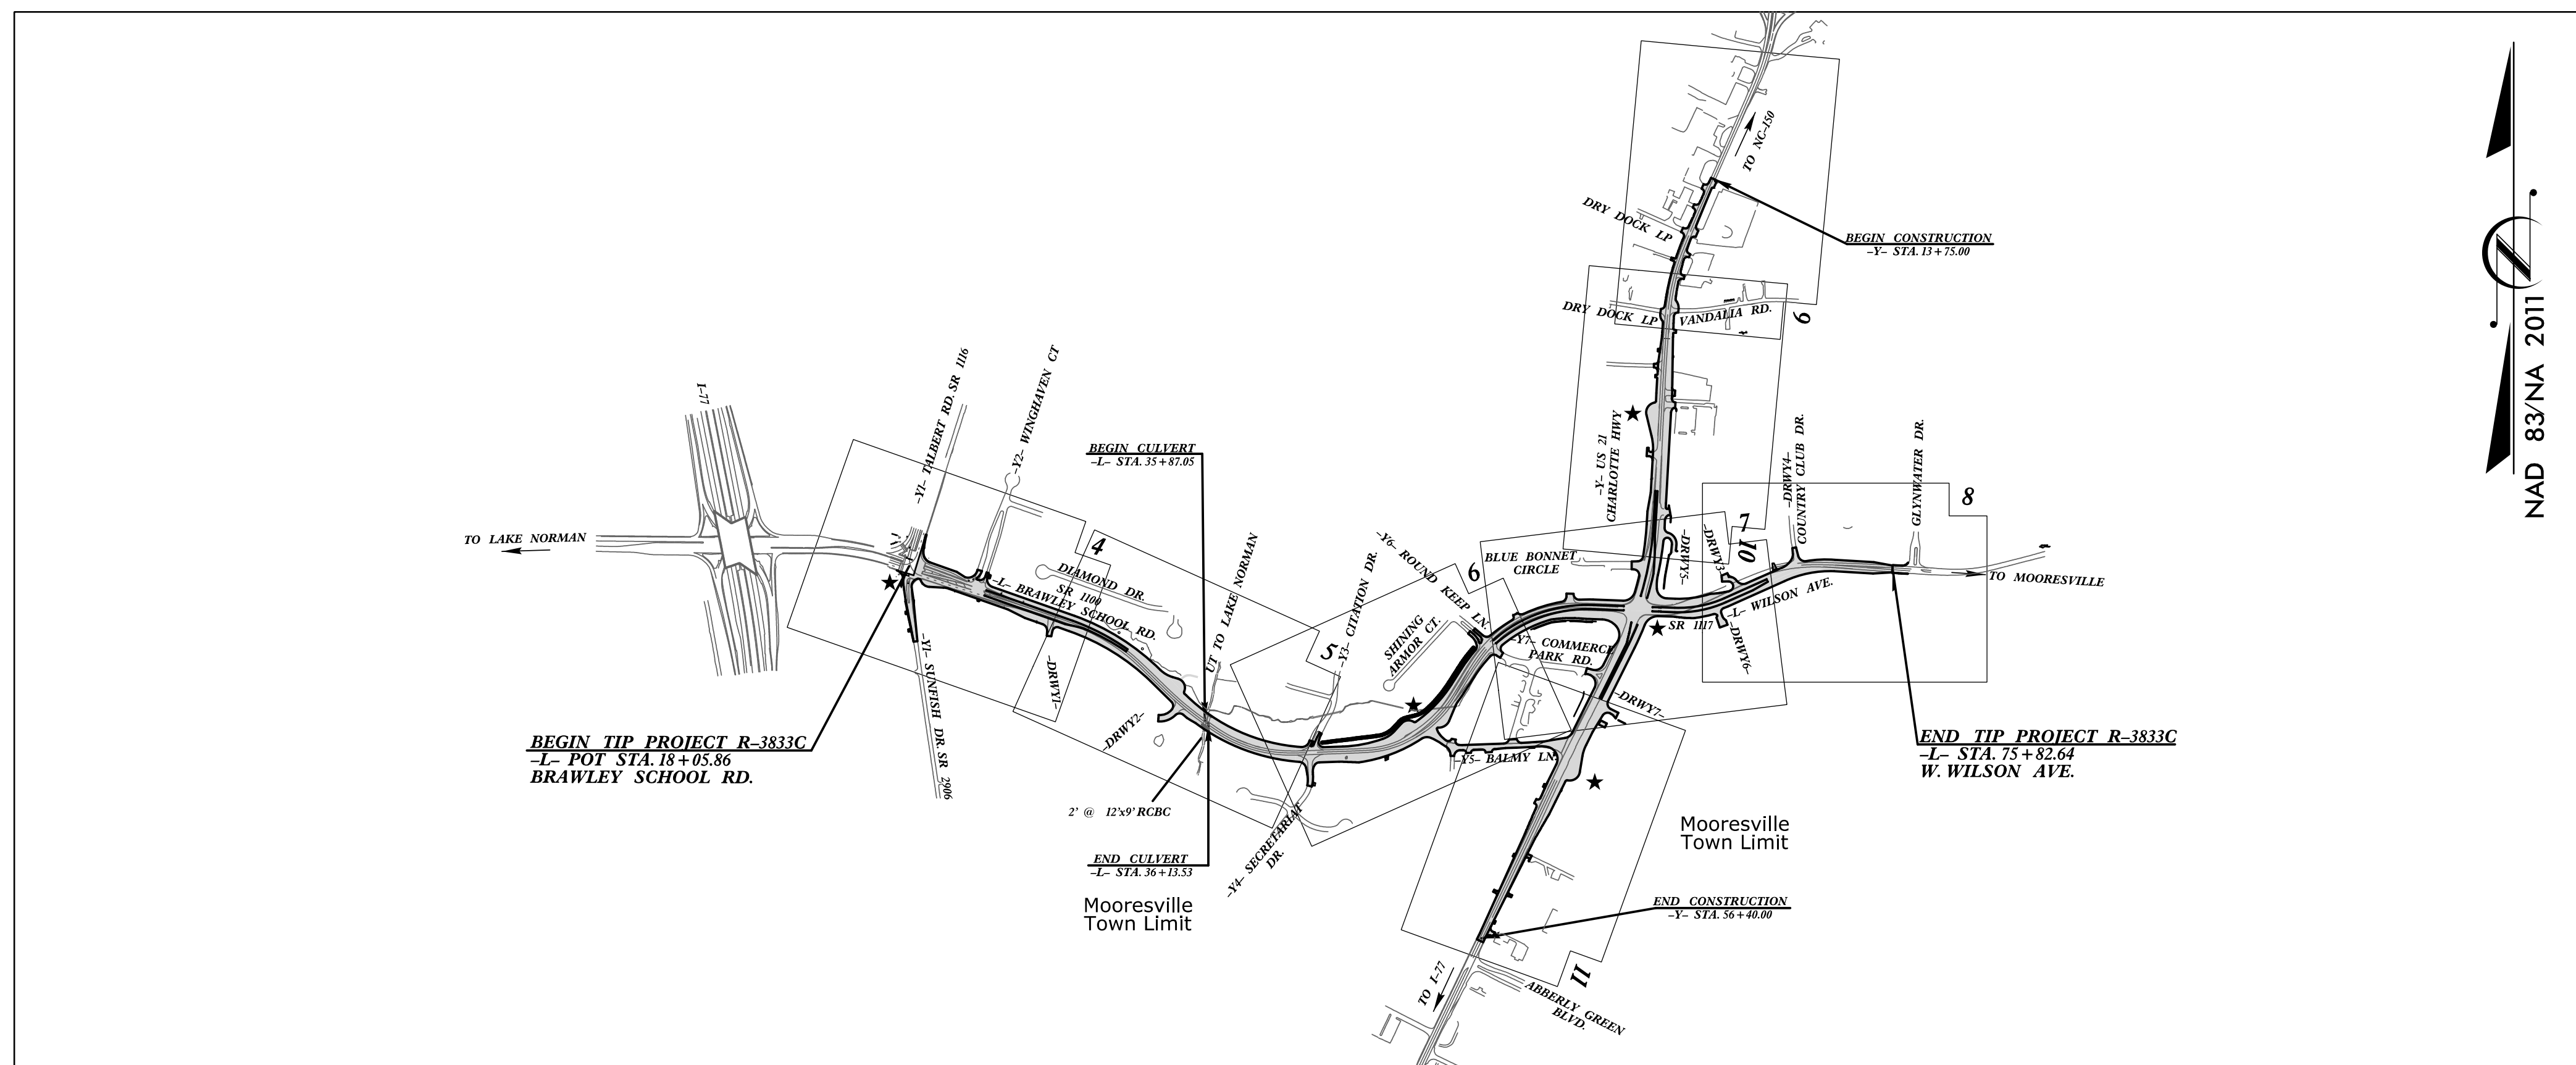 TO NC-150
DRY DOCK LP
BEGIN CONSTRUCTION
-Y- STA. 13+75.00
DRY DOCK LP
VANDALIA RD.
9
NAD 83/NA 2011
I-77
-Y1- TALBERT RD. SR 1116
-Y2- WINGHAVEN CT
BEGIN CULVERT
-L- STA. 35+87.05
-Y- US 21
CHARLOTTE HWY
-DRWY4-
COUNTRY CLUB DR.
GLYNWATER DR.
8
7
10
TO LAKE NORMAN
4
DIAMOND DR.
SR 1100
-L- BRAWLEY SCHOOL RD.
UT TO LAKE NORMAN
-Y3- CITATION DR.
-Y6- ROUND KEEP LN.
6
BLUE BONNET
CIRCLE
-DRWY5-
-DRWY3-
TO MOORESVILLE
-L- WILSON AVE.
SR 1117
-DRWY6-
SHINING
ARMOR CT.
5
-Y7- COMMERCE
PARK RD.
-DRWY7-
-Y1- SUNFISH DR. SR 2906
-DRWY1-
-DRWY2-
-Y5- BALMY LN.
BEGIN TIP PROJECT R-3833C
-L- POT STA. 18+05.86
BRAWLEY SCHOOL RD.
END TIP PROJECT R-3833C
-L- STA. 75+82.64
W. WILSON AVE.
2' @ 12'x9' RCBC
-Y4- SECRETARIAT
DR.
Mooresville
Town Limit
END CULVERT
-L- STA. 36+13.53
Mooresville
Town Limit
END CONSTRUCTION
-Y- STA. 56+40.00
TO I-77
11
ABBERLY GREEN
BLVD.